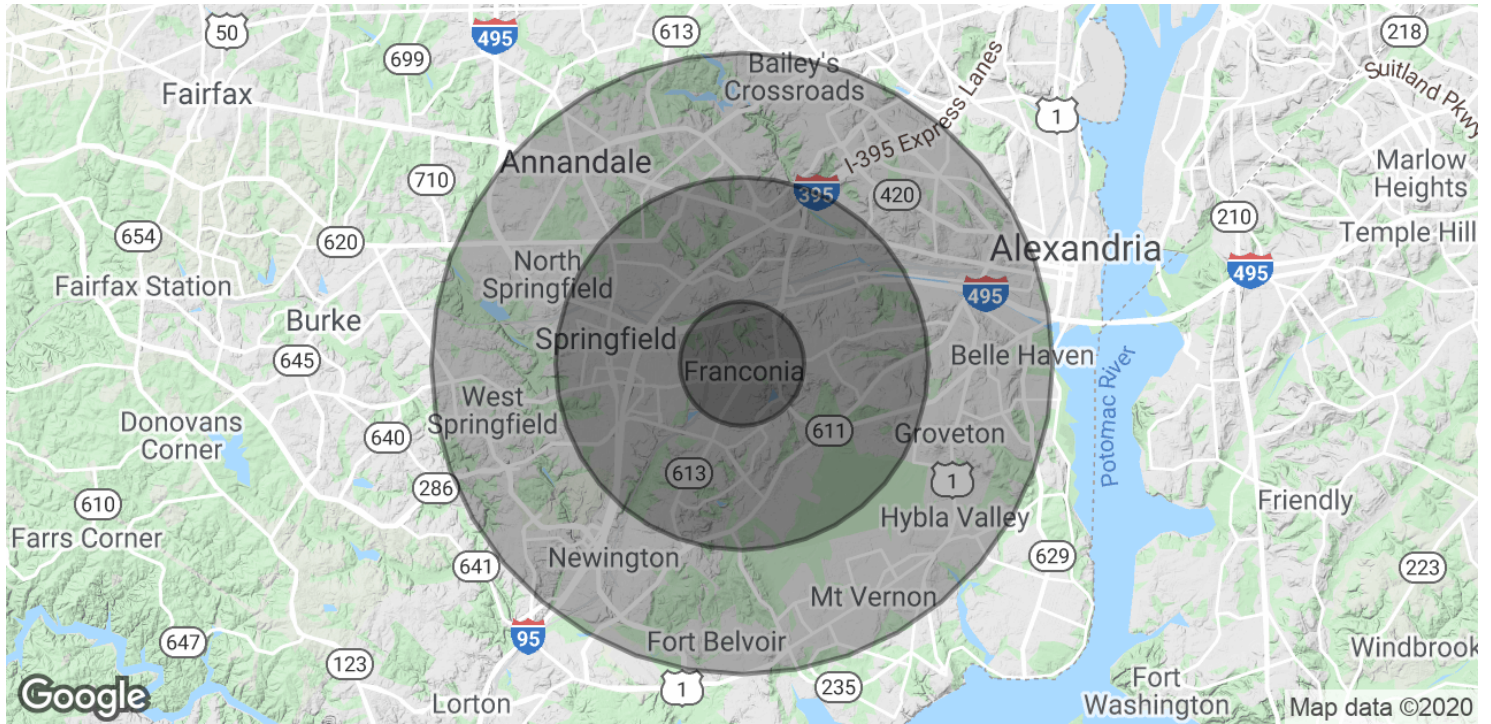 50
495
613
218
Bailey's
Crossroads
I-395 Express Lanes
Suitland Pkwy
699
Fairfax
1
Annandale
710
395
420
Marlow
Heights
210
654
620
Alexandria
Temple Hill
North
Springfield
495
495
Fairfax Station
Burke
Springfield
645
Belle Haven
Franconia
Potomac River
West
Springfield
Donovans
Corner
640
611
Groveton
613
286
1
610
Friendly
Hybla Valley
Farrs Corner
Newington
629
641
223
Mt Vernon
95
647
Fort Belvoir
Windbrook
123
1
235
Fort
Washington
Lorton
Google
Map data ©2020